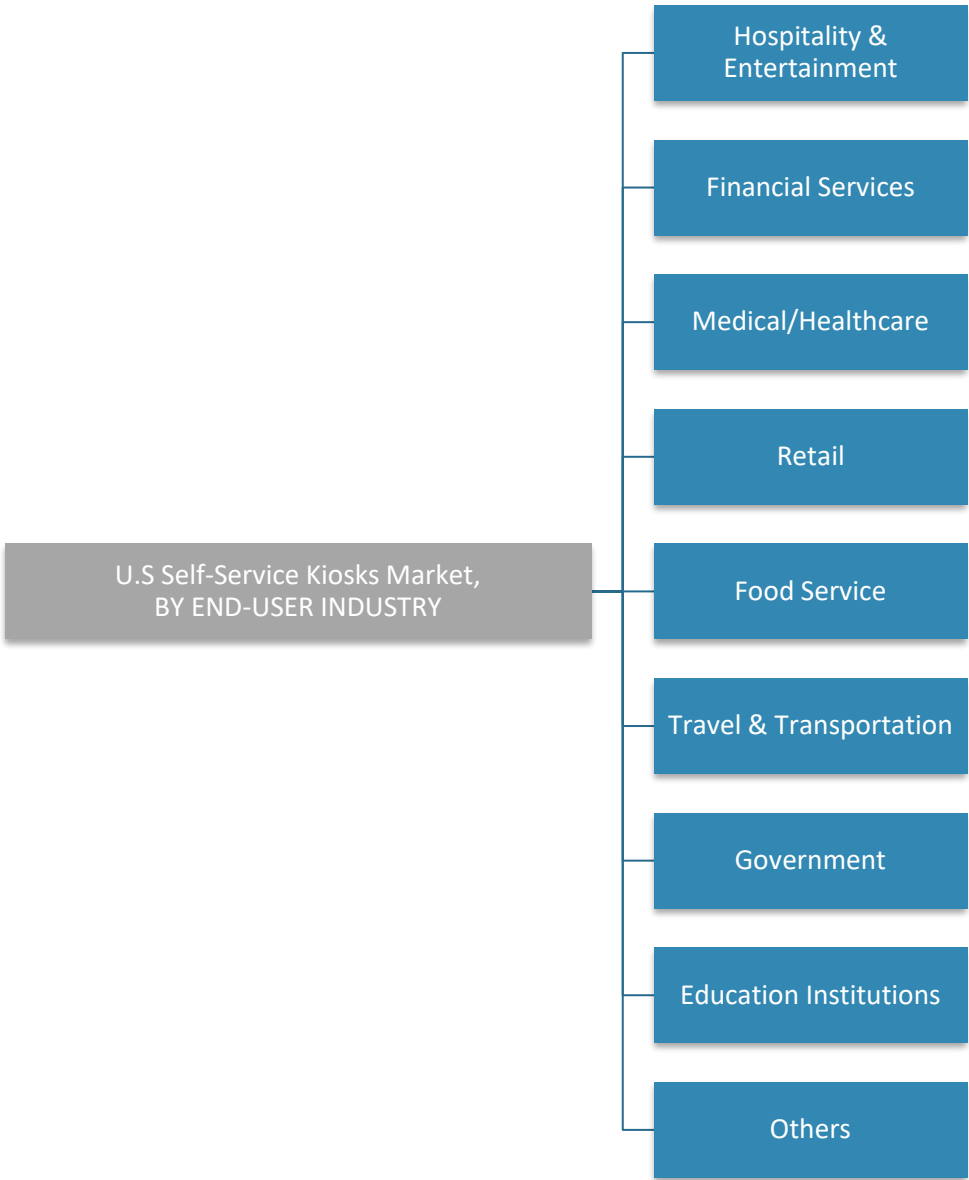 Hospitality &
Entertainment
Financial Services
Medical/Healthcare
Retail
U.S Self-Service Kiosks Market,
BY END-USER INDUSTRY
Food Service
Travel & Transportation
Government
Education Institutions
Others